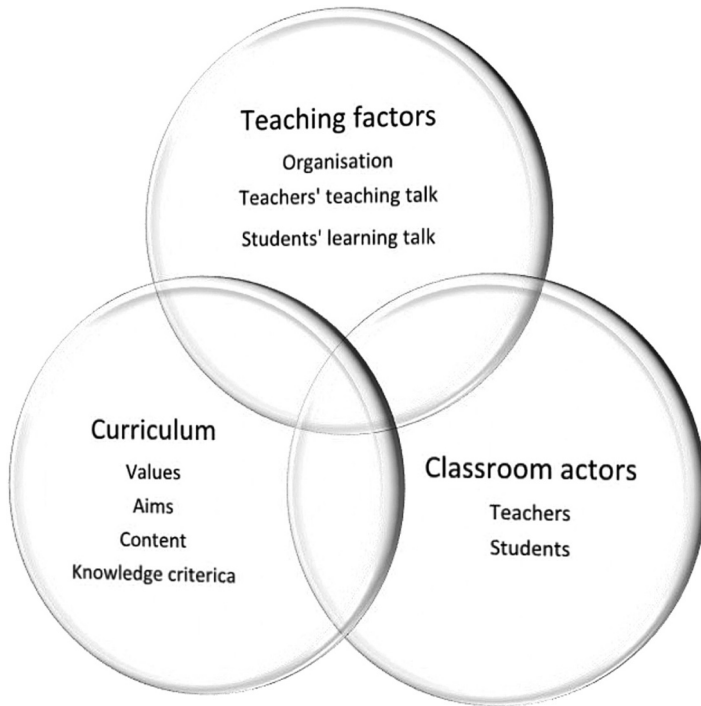 Teaching factors
Organisation
Teachers' teaching talk
Students' learning talk
Curriculum
Values
Aims
Content
Knowledge criterica
Classroom actors
Teachers
Students